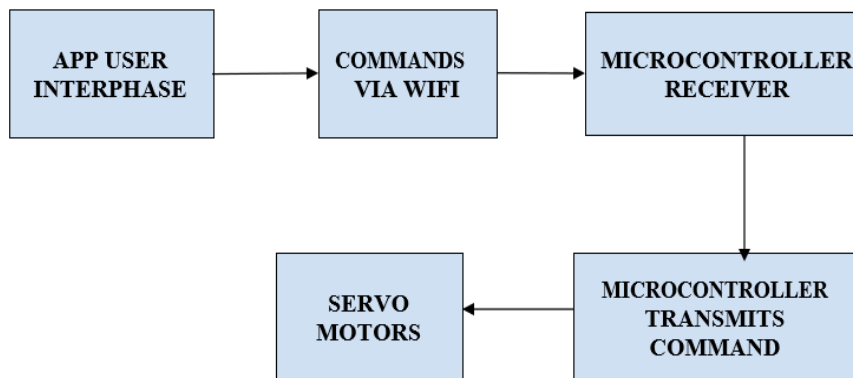 APP USER
INTERPHASE
COMMANDS
VIA WIFI
MICROCONTROLLER
RECEIVER
MICROCONTROLLER
TRANSMITS
COMMAND
SERVO
MOTORS